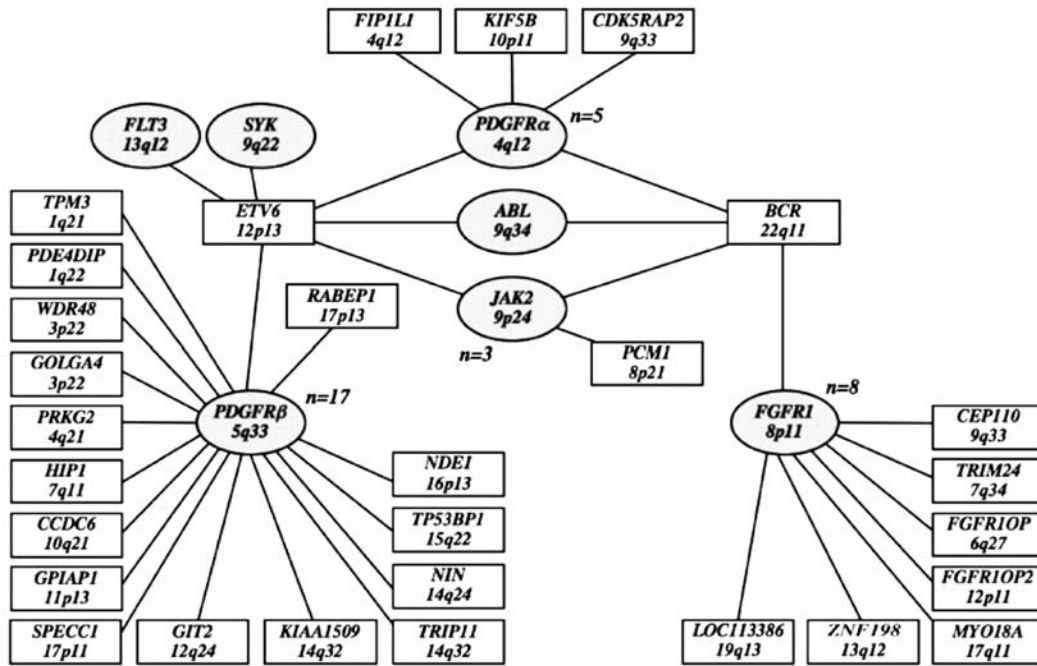 FIP1L1
4q12
KIF5B
10p11
CDK5RAP2
9q33
FLT3
13q12
SYK
9q22
PDGFRα
4q12
n=5
TPM3
1q21
ETV6
12p13
ABL
9q34
BCR
22q11
PDE4DIP
1q22
WDR48
3p22
RABEP1
17p13
JAK2
9p24
n=3
PCM1
8p21
GOLGA4
3p22
PRKG2
4q21
PDGFRβ
5q33
n=17
FGFR1
8p11
n=8
CEP110
9q33
HIP1
7q11
NDE1
16p13
TRIM24
7q34
CCDC6
10q21
TP53BP1
15q22
FGFR1OP
6q27
GPIAP1
11p13
NIN
14q24
FGFR1OP2
12p11
SPECC1
17p11
GIT2
12q24
KIAA1509
14q32
TRIP11
14q32
LOC113386
19q13
ZNF198
13q12
MYO18A
17q11